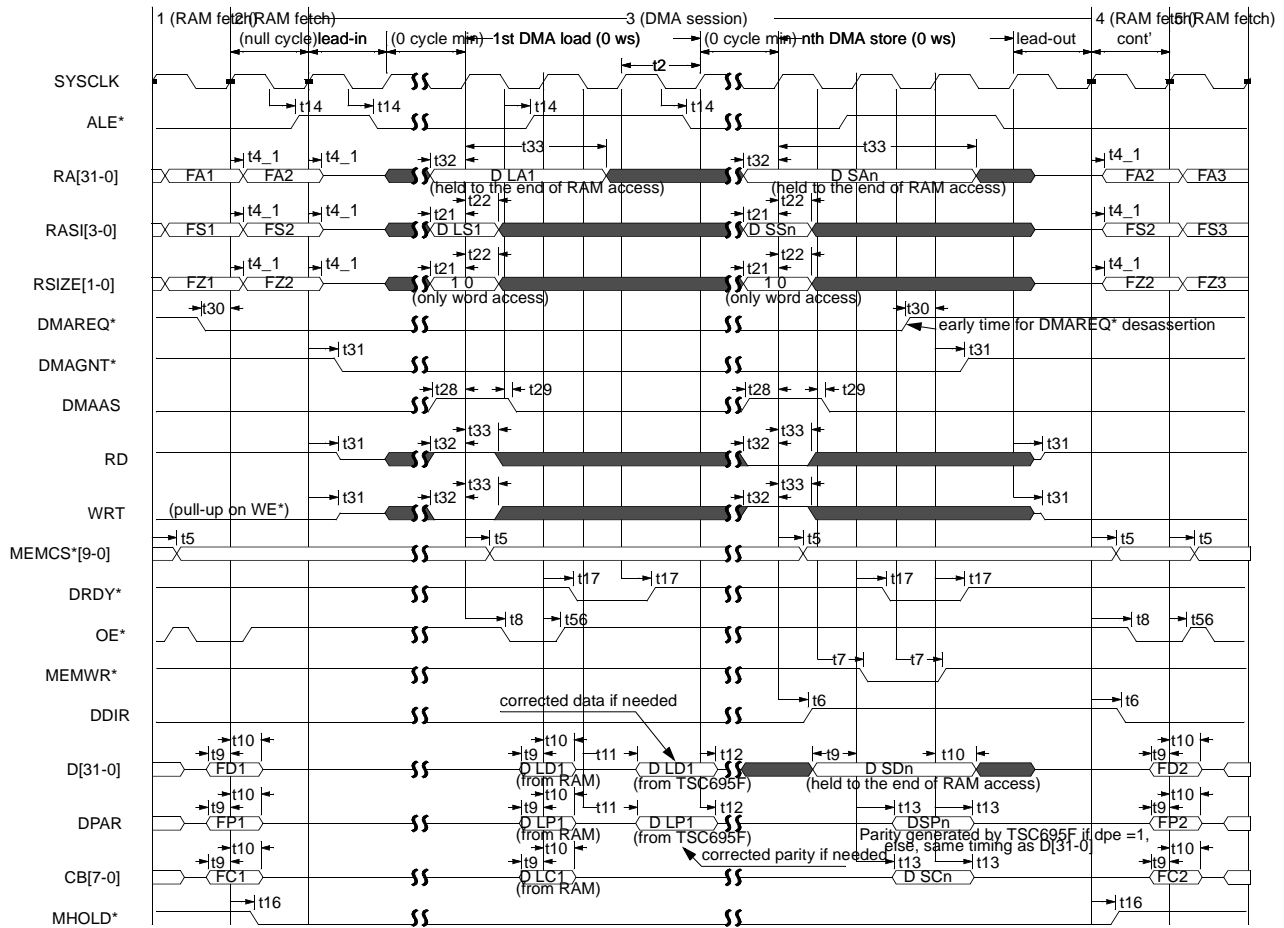 1 (RAM fetch)
2 (RAM fetch)
3 (DMA session)
4 (RAM fetch)
5 (RAM fetch)
(null cycle)
lead-in
(0 cycle min)
1st DMA load (0 ws)
(0 cycle min)
nth DMA store (0 ws)
lead-out
cont'
t2
SYSCLK
t14 t14 t14 t14
ALE*
t4_1 t4_1 t32 t33 t32 t33 t4_1
RA[31-0] FA1 FA2 D LA1 D SAn FA2 FA3
(held to the end of RAM access) (held to the end of RAM access)
t22 t22
t4_1 t4_1 t21 t21 t4_1
RASI[3-0] FS1 FS2 D LS1 D SSn FS2 FS3
t22 t22
t4_1 t4_1 t21 t21 t4_1
RSIZE[1-0] FZ1 FZ2 1 0 1 0 FZ2 FZ3
(only word access) (only word access)
t30 t30
DMAREQ* early time for DMAREQ* desassertion
t31 t31
DMAGNT*
t28 t29 t28 t29
DMAAS
t33 t33
t31 t32 t32 t31
RD
t33 t33
t31 t32 t32 t31
WRT (pull-up on WE*)
t5 t5 t5 t5 t5
MEMCS*[9-0]
t17 t17 t17 t17
DRDY*
t8 t56 t8 t56
OE*
t7 t7
MEMWR*
corrected data if needed t6 t6
DDIR
t10 t10 t10
t9 t9 t11 t12 t9 t10 t9
D[31-0] FD1 D LD1 D LD1 D SDn FD2
(from RAM) (from TSC695F) (held to the end of RAM access)
t10 t10 t10
t9 t9 t11 t12 t13 t13 t9
DPAR FP1 D LP1 D LP1 DSPn FP2
(from RAM) (from TSC695F) Parity generated by TSC695F if dpe =1,
else, same timing as D[31-0]
corrected parity if needed
t10 t10 t10
t9 t9 t13 t13 t9
CB[7-0] FC1 D LC1 D SCn FC2
(from RAM)
t16 t16
MHOLD*